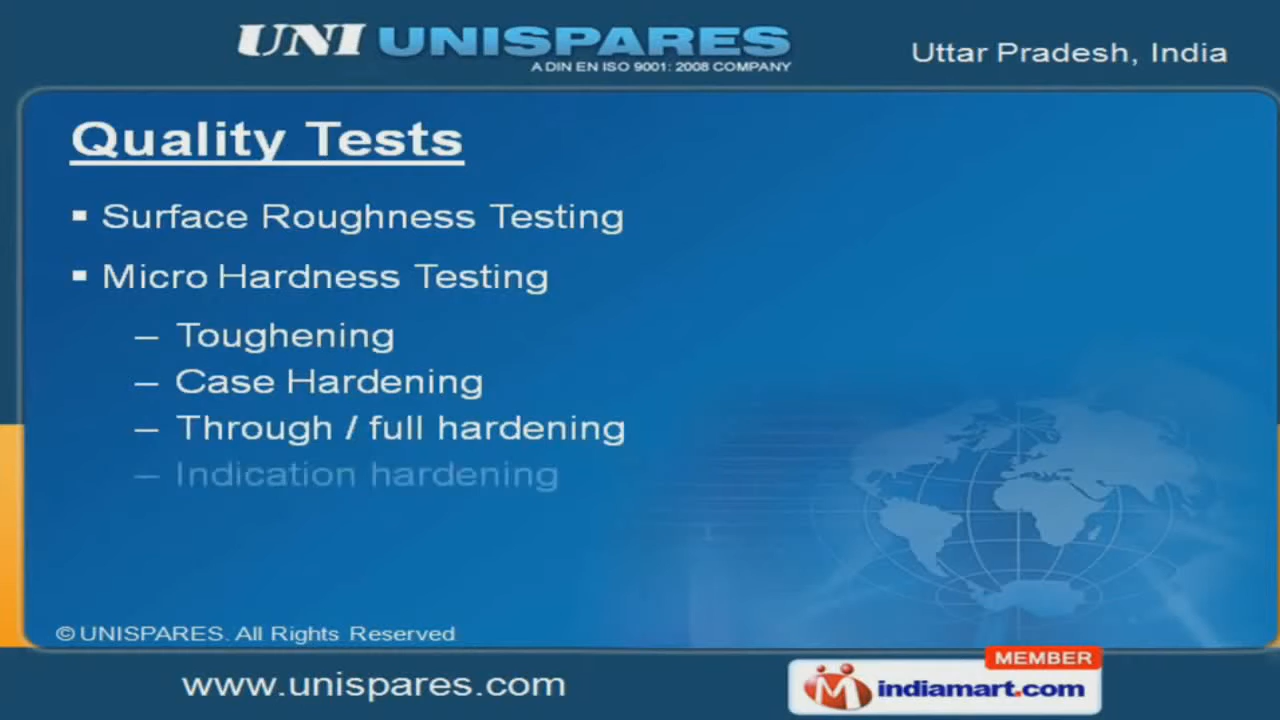 UNI UNISPARES
A DIN EN ISO 9001: 2008 COMPANY
Uttar Pradesh, India
Quality Tests
▪ Surface Roughness Testing
▪ Micro Hardness Testing
– Toughening
– Case Hardening
– Through / full hardening
– Indication hardening
© UNISPARES. All Rights Reserved
www.unispares.com
MEMBER
indiamart.com